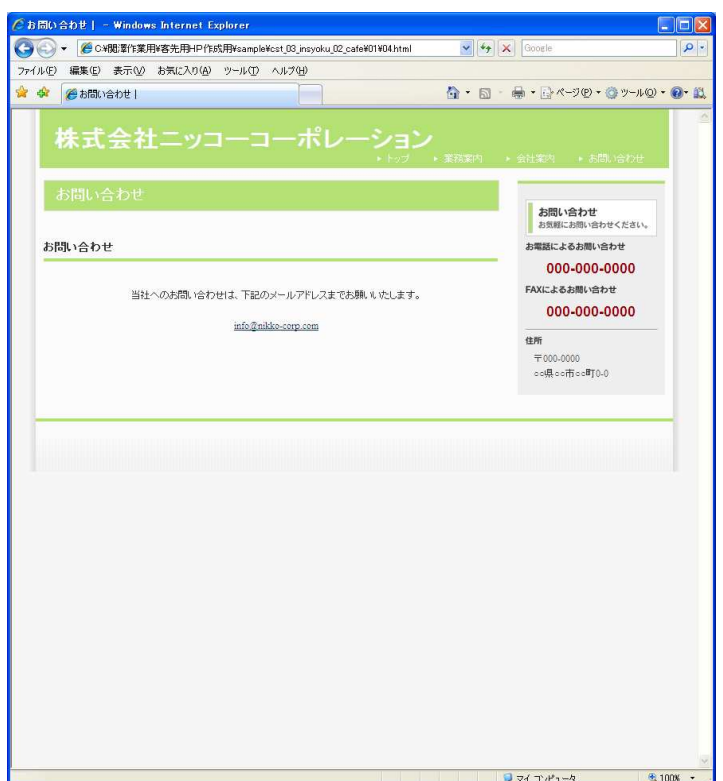 お問い合わせ | - Windows Internet Explorer
C:¥関澤作業用¥客先用HP作成用¥sample¥cst_03_insyoku_02_cafe¥01¥04.html
Google
ファイル(F) 編集(E) 表示(V) お気に入り(A) ツール(T) ヘルプ(H)
お問い合わせ |
ページ(P) ツール(O)
株式会社ニッコーコーポレーション
トップ 業務案内 会社案内 お問い合わせ
お問い合わせ
お問い合わせ
当社へのお問い合わせは、下記のメールアドレスまでお願いいたします。
info@nikko-corp.com
お問い合わせ
お気軽にお問い合わせください。
お電話によるお問い合わせ
000-000-0000
FAXによるお問い合わせ
000-000-0000
住所
〒000-0000
○○県○○市○○町0-0
マイ コンピュータ
100%